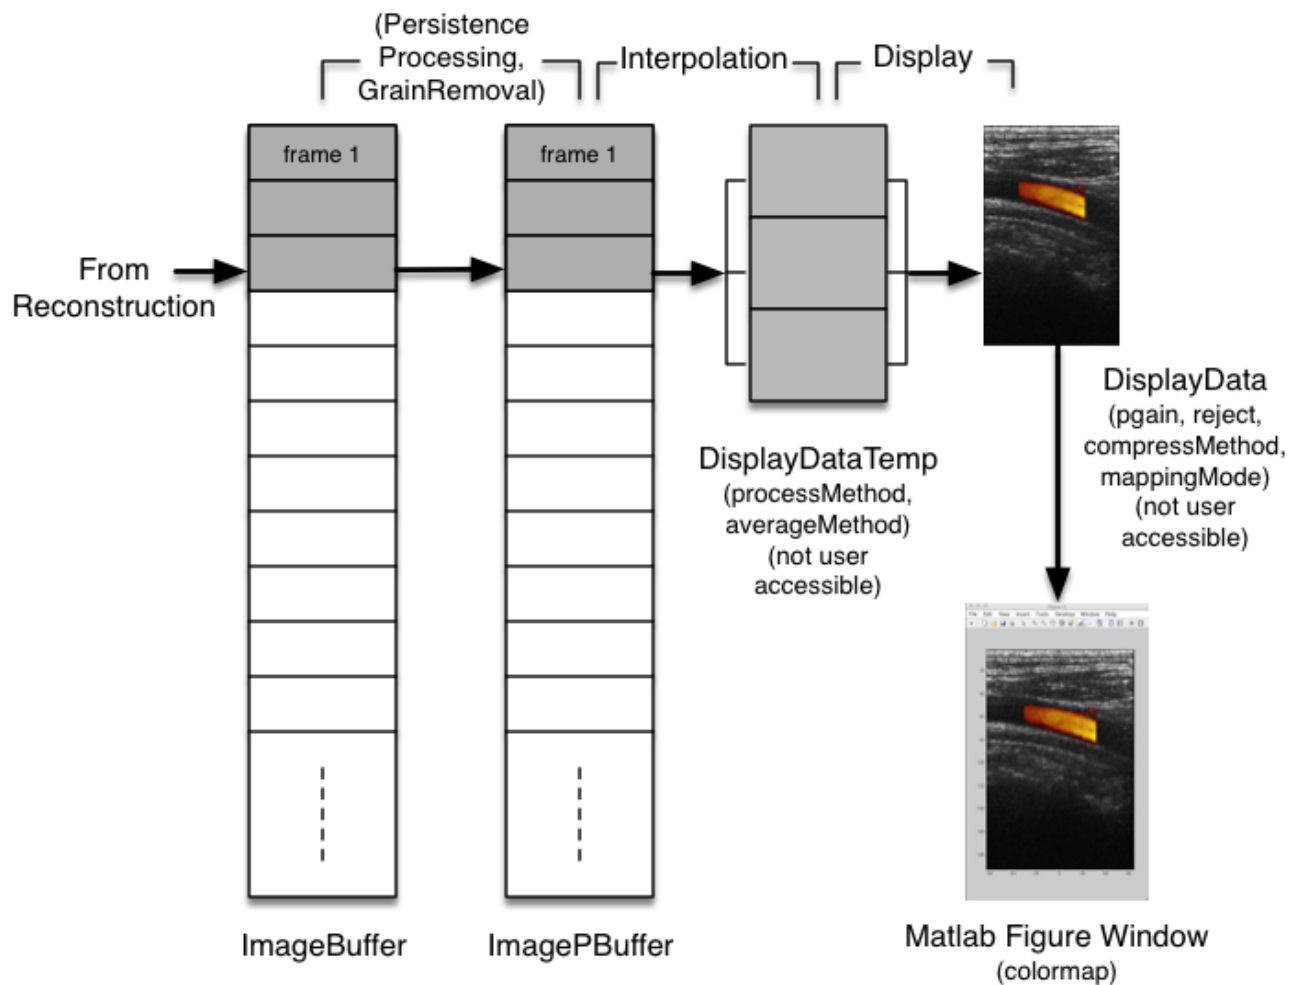 (Persistence
Processing,
GrainRemoval)
Interpolation
Display
frame 1
frame 1
From
Reconstruction
DisplayData
(pgain, reject,
compressMethod,
mappingMode)
(not user
accessible)
DisplayDataTemp
(processMethod,
averageMethod)
(not user
accessible)
ImageBuffer
ImagePBuffer
Matlab Figure Window
(colormap)